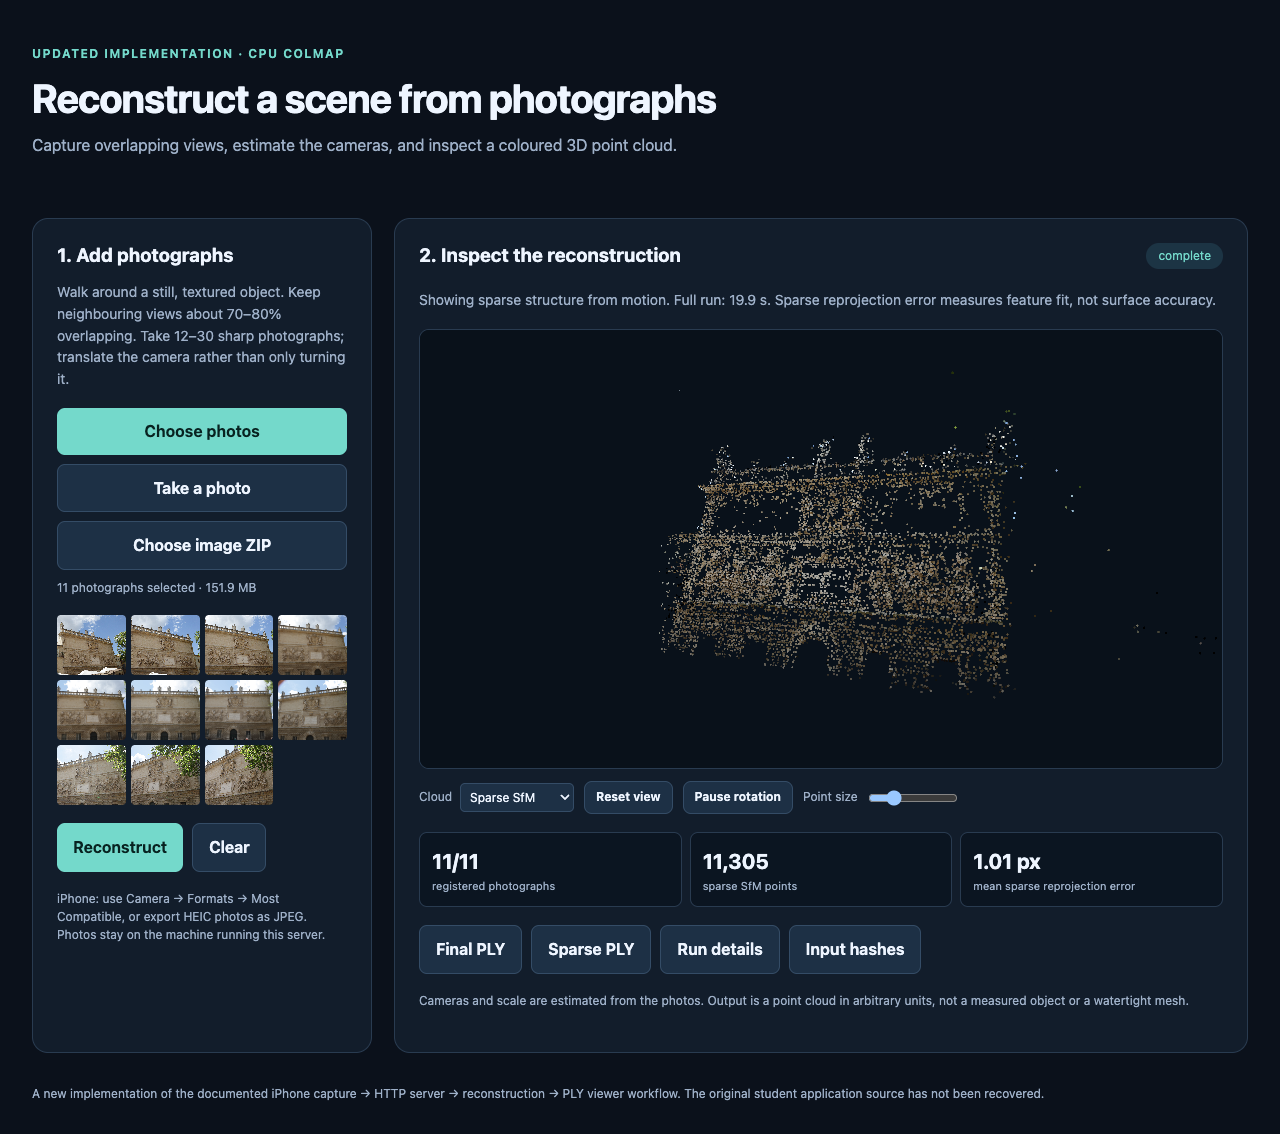 UPDATED IMPLEMENTATION · CPU COLMAP
Reconstruct a scene from photographs
Capture overlapping views, estimate the cameras, and inspect a coloured 3D point cloud.
1. Add photographs
Walk around a still, textured object. Keep
neighbouring views about 70–80%
overlapping. Take 12–30 sharp photographs;
translate the camera rather than only turning
it.
Choose photos
Take a photo
Choose image ZIP
11 photographs selected · 151.9 MB
Reconstruct
Clear
iPhone: use Camera → Formats → Most
Compatible, or export HEIC photos as JPEG.
Photos stay on the machine running this server.
2. Inspect the reconstruction
complete
Showing sparse structure from motion. Full run: 19.9 s. Sparse reprojection error measures feature fit, not surface accuracy.
Cloud
Sparse SfM
Reset view
Pause rotation
Point size
11/11
registered photographs
11,305
sparse SfM points
1.01 px
mean sparse reprojection error
Final PLY
Sparse PLY
Run details
Input hashes
Cameras and scale are estimated from the photos. Output is a point cloud in arbitrary units, not a measured object or a watertight mesh.
A new implementation of the documented iPhone capture → HTTP server → reconstruction → PLY viewer workflow. The original student application source has not been recovered.